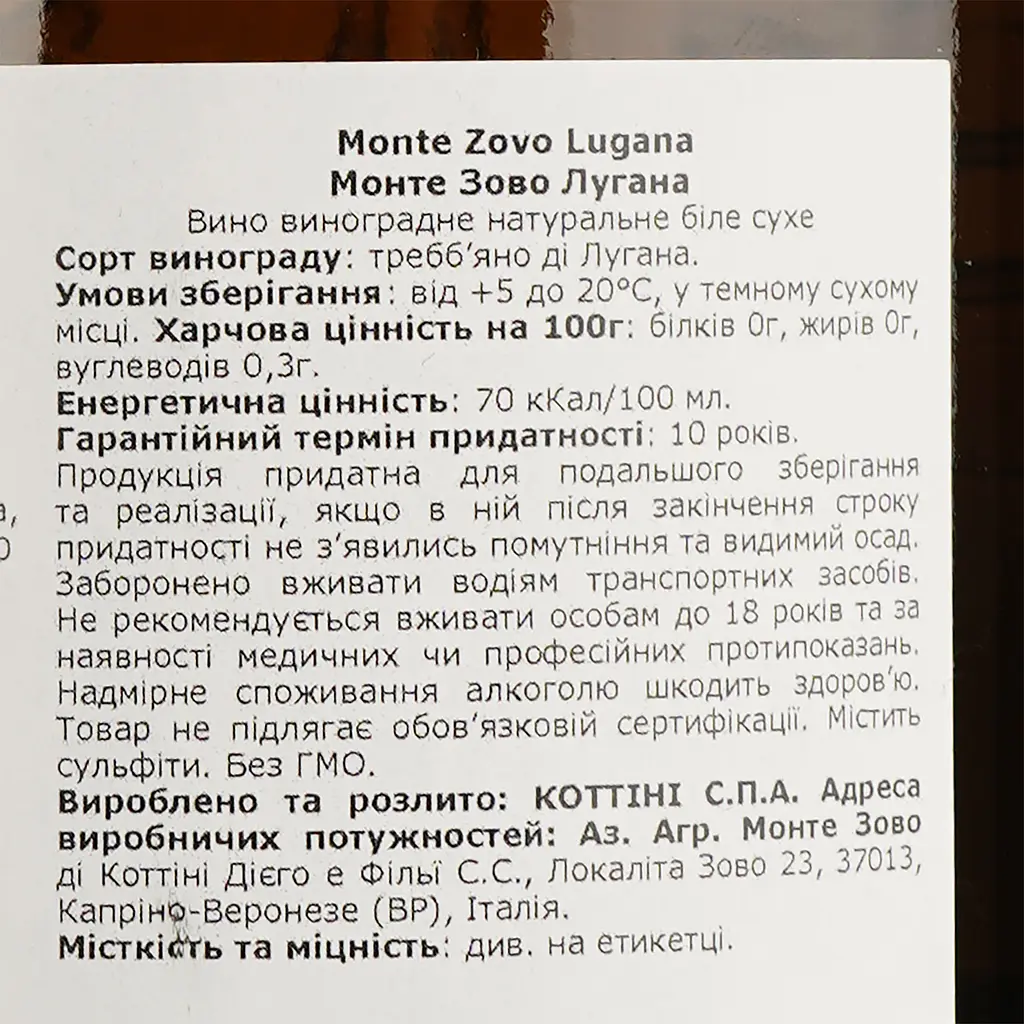 Monte Zovo Lugana
Монте Зово Лугана
Вино виноградне натуральне біле сухе
Сорт винограду: требб'яно ді Лугана.
Умови зберігання: від +5 до 20°С, у темному сухому
місці. Харчова цінність на 100г: білків 0г, жирів 0г,
вуглеводів 0,3г.
Енергетична цінність: 70 кКал/100 мл.
Гарантійний термін придатності: 10 років.
Продукція придатна для подальшого зберігання
та реалізації, якщо в ній після закінчення строку
придатності не з'явились помутніння та видимий осад.
Заборонено вживати водіям транспортних засобів.
Не рекомендується вживати особам до 18 років та за
наявності медичних чи професійних протипоказань.
Надмірне споживання алкоголю шкодить здоров'ю.
Товар не підлягає обов'язковій сертифікації. Містить
сульфіти. Без ГМО.
Вироблено та розлито: КОТТІНІ С.П.А. Адреса
виробничих потужностей: Аз. Агр. Монте Зово
ді Коттіні Дієго е Фільї С.С., Локаліта Зово 23, 37013,
Капріно-Веронезе (ВР), Італія.
Місткість та міцність: див. на етикетці.